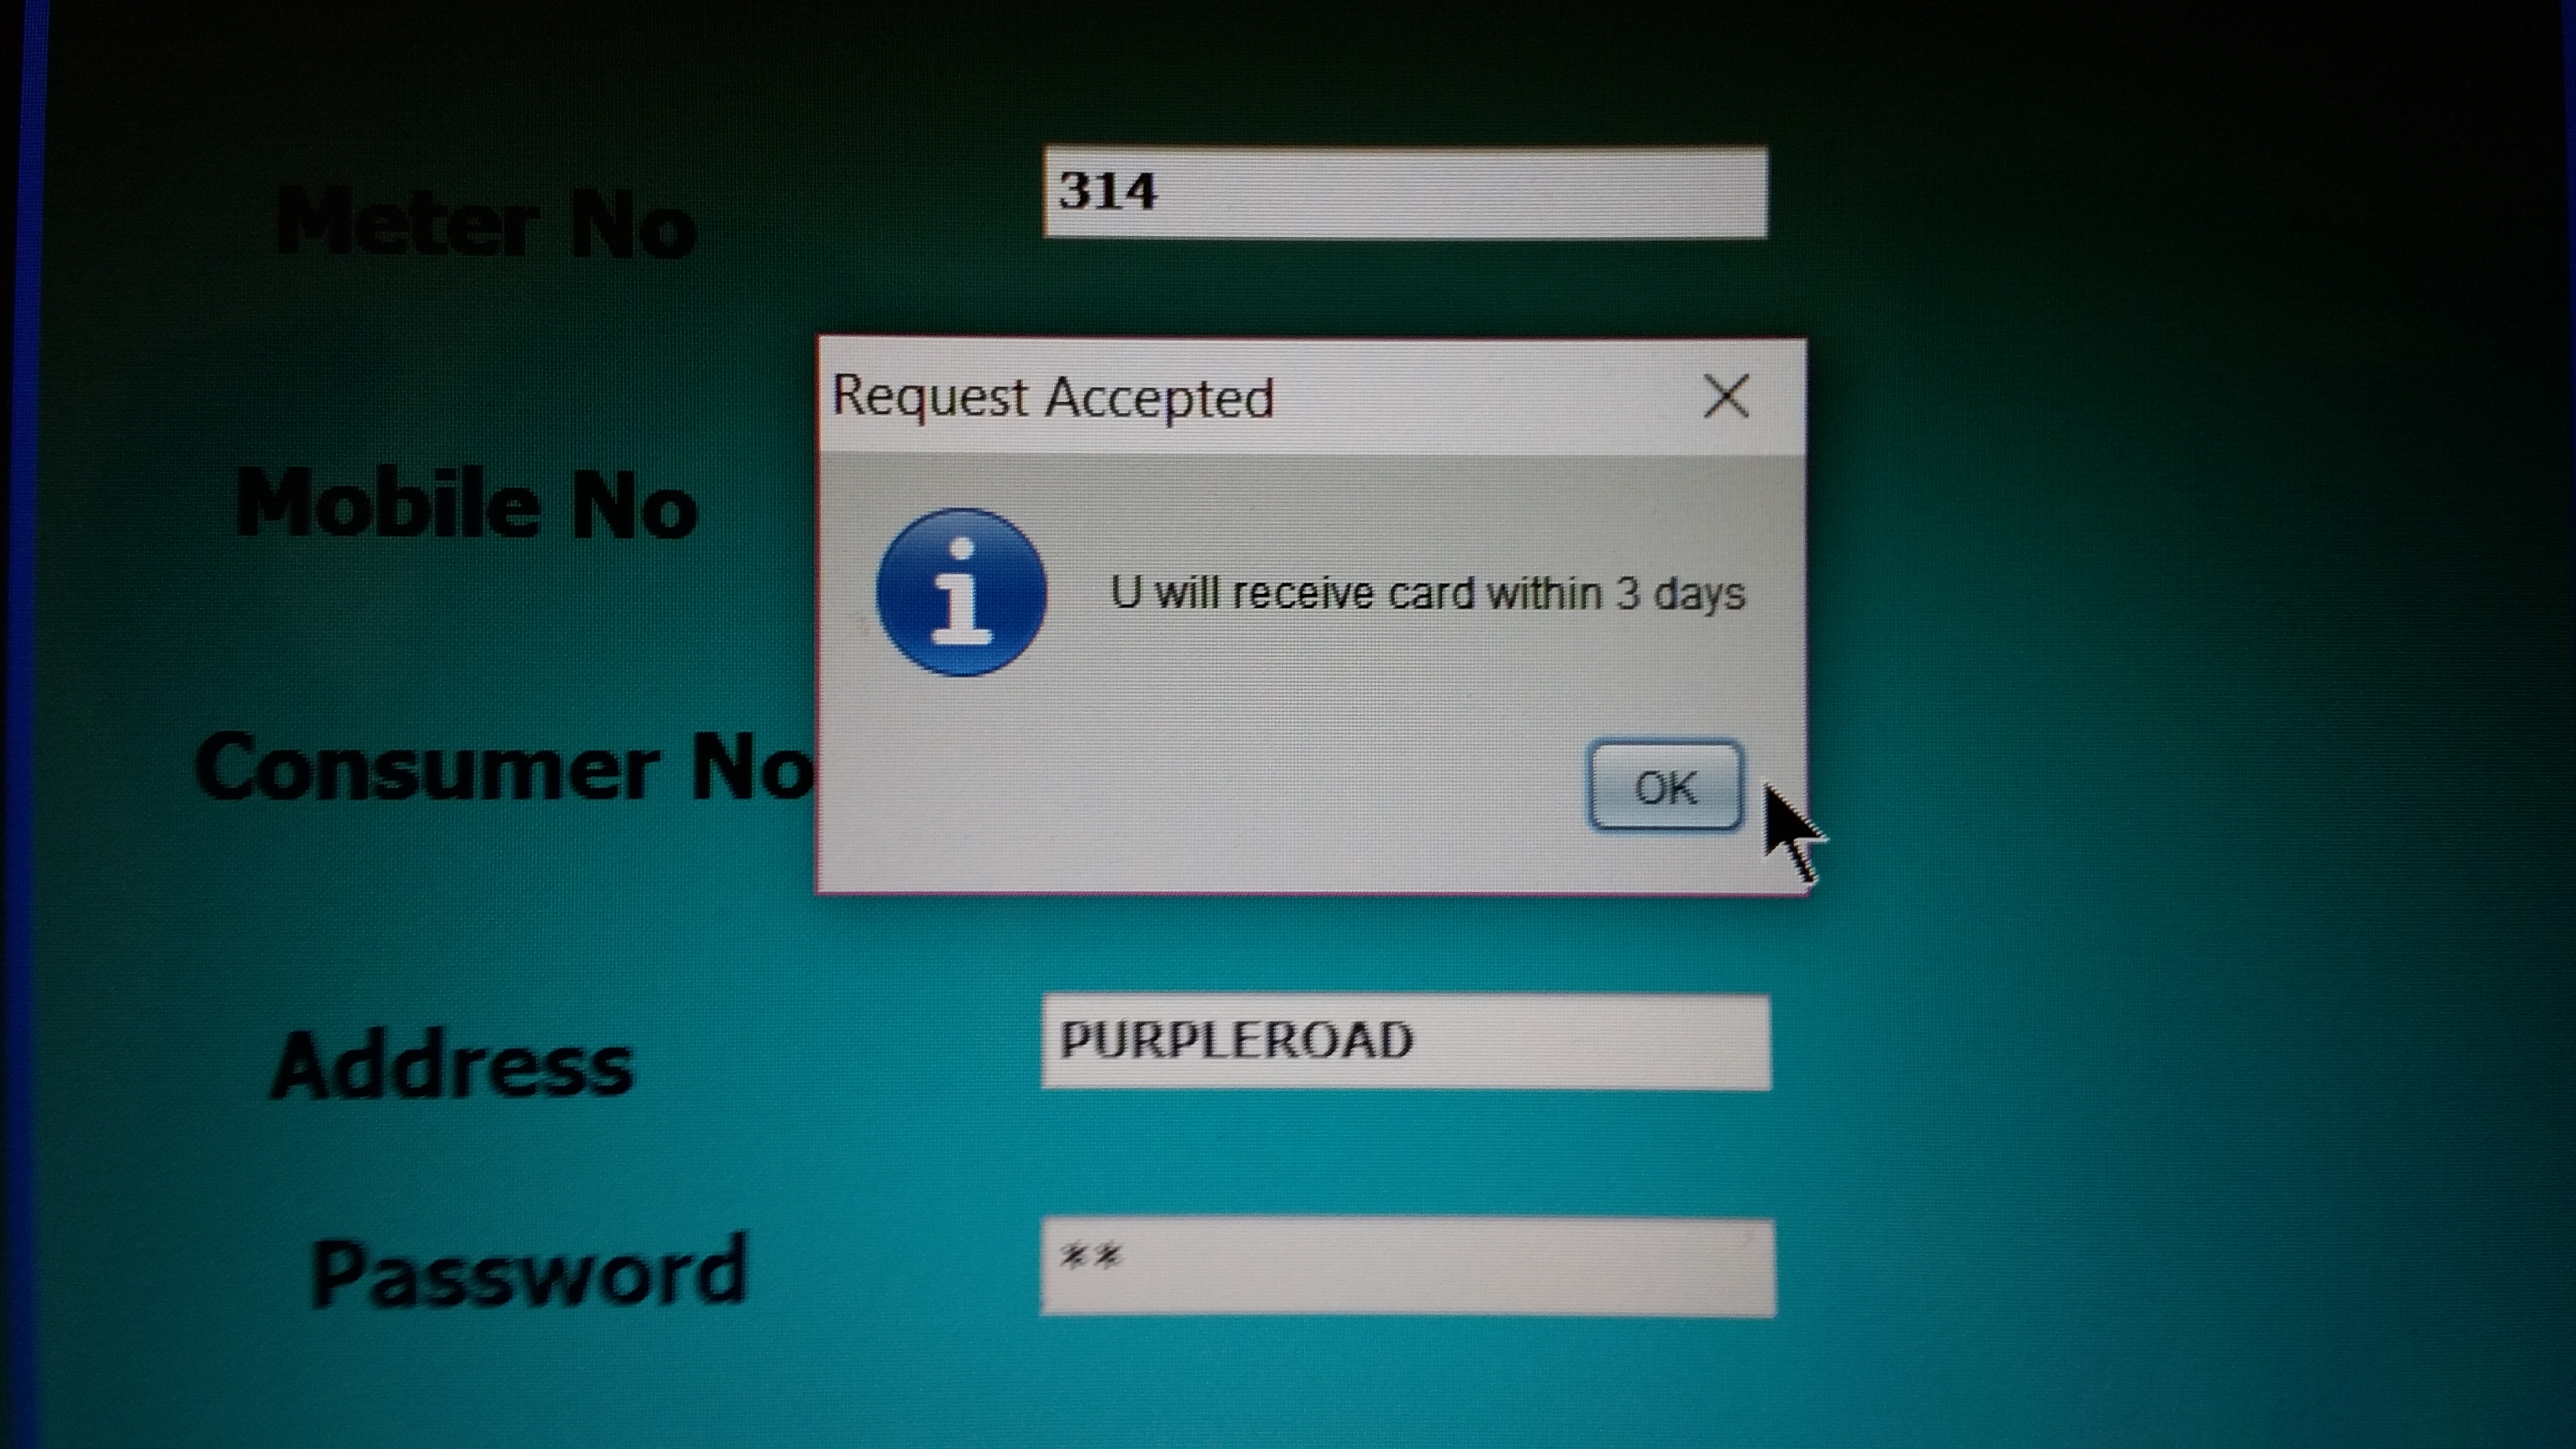 Meter No
314
Request Accepted
Mobile No
U will receive card within 3 days
Consumer No
OK
Address
PURPLEROAD
Password
**